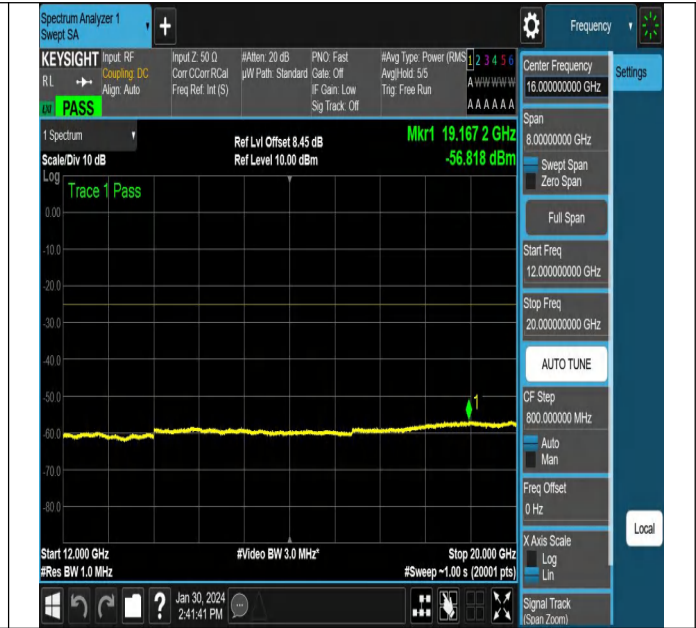 Spectrum Analyzer 1
Swept SA
+
Frequency
KEYSIGHT
RL
LXI PASS
Input: RF
Coupling: DC
Align: Auto
Input Z: 50 Ω
Corr CCorr RCal
Freq Ref: Int (S)
#Atten: 20 dB
µW Path: Standard
PNO: Fast
Gate: Off
IF Gain: Low
Sig Track: Off
#Avg Type: Power (RMS
Avg|Hold: 5/5
Trig: Free Run
1 2 3 4 5 6
A W W W W W
A A A A A A
Center Frequency
16.000000000 GHz
Settings
1 Spectrum
Scale/Div 10 dB
Ref Lvl Offset 8.45 dB
Ref Level 10.00 dBm
Mkr1 19.167 2 GHz
-56.818 dBm
Log
Trace 1 Pass
0.00
-10.0
-20.0
-30.0
-40.0
-50.0
-60.0
-70.0
-80.0
1
Start 12.000 GHz
#Res BW 1.0 MHz
#Video BW 3.0 MHz*
Stop 20.000 GHz
#Sweep ~1.00 s (20001 pts)
Span
8.00000000 GHz
Swept Span
Zero Span
Full Span
Start Freq
12.000000000 GHz
Stop Freq
20.000000000 GHz
AUTO TUNE
CF Step
800.000000 MHz
Auto
Man
Freq Offset
0 Hz
X Axis Scale
Log
Lin
Local
Signal Track
(Span Zoom)
?
Jan 30, 2024
2:41:41 PM